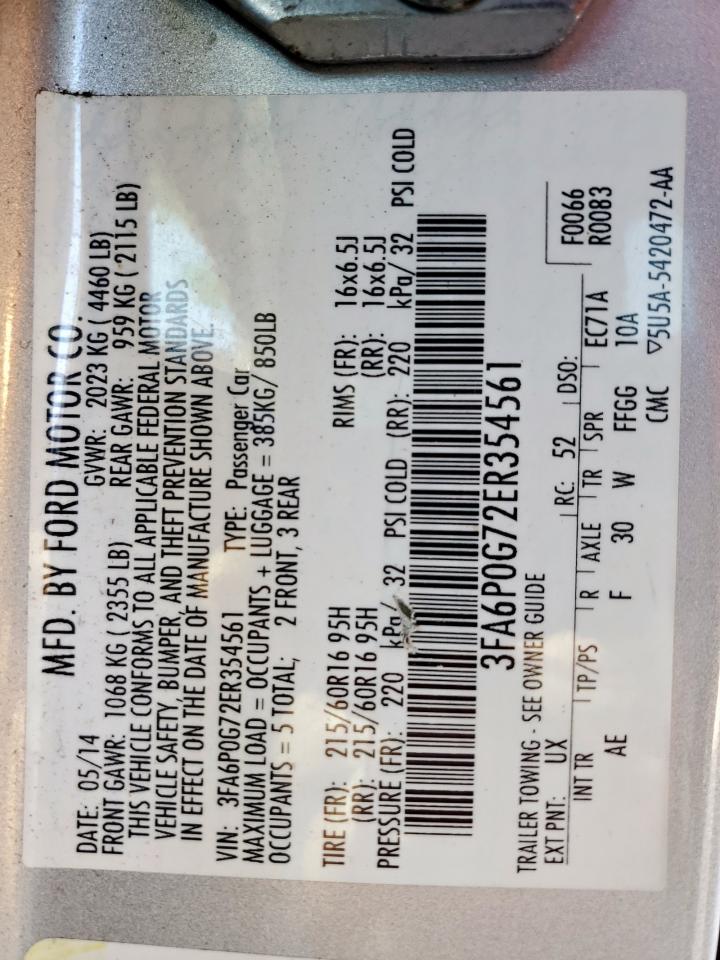 MFD. BY FORD MOTOR CO.
DATE: 05/14 GVWR: 2023 KG ( 4460 LB)
FRONT GAWR: 1068 KG ( 2355 LB) REAR GAWR: 959 KG ( 2115 LB)
THIS VEHICLE CONFORMS TO ALL APPLICABLE FEDERAL MOTOR
VEHICLE SAFETY, BUMPER, AND THEFT PREVENTION STANDARDS
IN EFFECT ON THE DATE OF MANUFACTURE SHOWN ABOVE.
VIN: 3FA6P0G72ER354561 TYPE: Passenger Car
MAXIMUM LOAD = OCCUPANTS + LUGGAGE = 385KG/ 850LB
OCCUPANTS = 5 TOTAL; 2 FRONT, 3 REAR
TIRE (FR): 215/60R16 95H RIMS (FR): 16x6.5J
(RR): 215/60R16 95H (RR): 16x6.5J
PRESSURE (FR): 220 kPa/ 32 PSI COLD (RR): 220 kPa/ 32 PSI COLD
3FA6P0G72ER354561
TRAILER TOWING - SEE OWNER GUIDE
EXT PNT: UX RC: 52 DSO: F0066
INT TR TP/PS R AXLE TR SPR EC71A R0083
AE F 30 W FFGG 10A
CMC ▽5U5A-5420472-AA